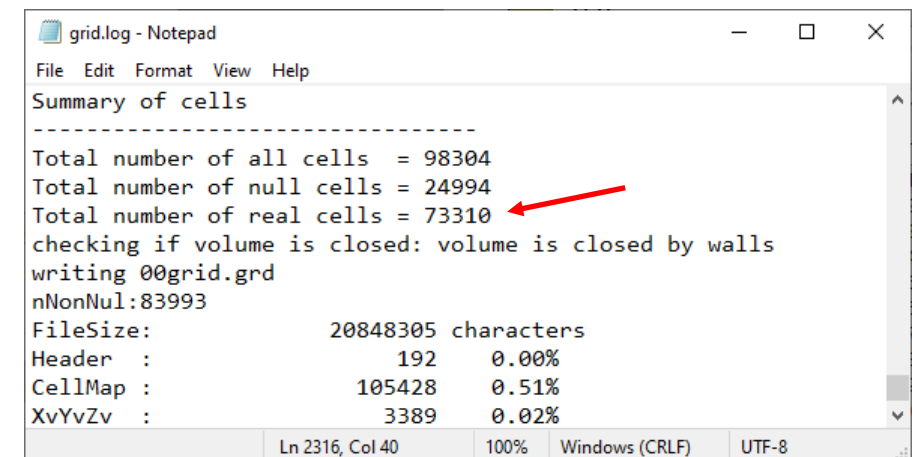 grid.log - Notepad
File Edit Format View Help
Summary of cells
---------------------------------
Total number of all cells  = 98304
Total number of null cells = 24994
Total number of real cells = 73310
checking if volume is closed: volume is closed by walls
writing 00grid.grd
nNonNul:83993
FileSize:             20848305 characters
Header  :                  192    0.00%
CellMap :               105428    0.51%
XvYvZv  :                 3389    0.02%
Ln 2316, Col 40 100% Windows (CRLF) UTF-8